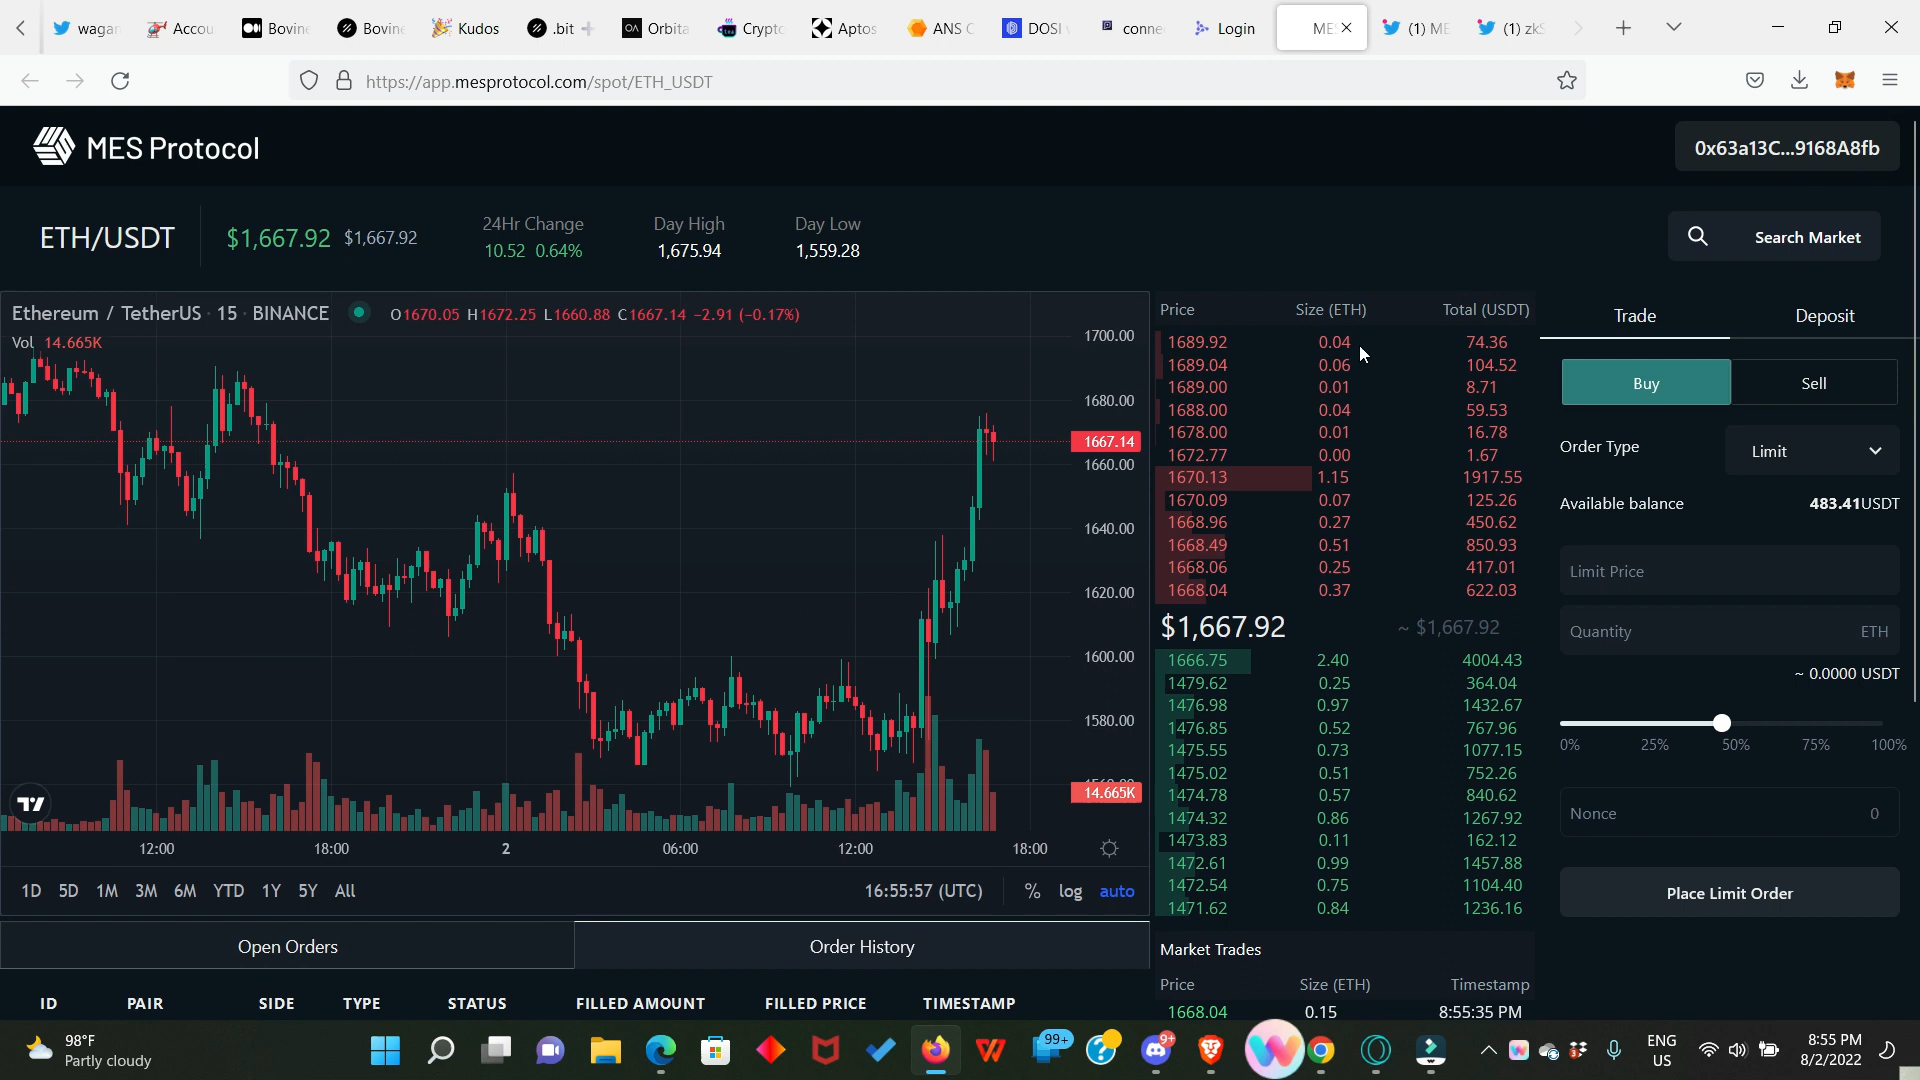 wagan Accou Bovine Bovine Kudos .bit Orbita Crypto Aptos ANS C DOSI connec Login MES (1) ME (1) zkS
https://app.mesprotocol.com/spot/ETH_USDT
MES Protocol
0x63a13C...9168A8fb
ETH/USDT $1,667.92 $1,667.92
24Hr Change Day High Day Low
10.52 0.64% 1,675.94 1,559.28
Search Market
Ethereum / TetherUS · 15 · BINANCE O1670.05 H1672.25 L1660.88 C1667.14 −2.91 (−0.17%)
Vol 14.665K
1700.00
1680.00
1667.14
1660.00
1640.00
1620.00
1600.00
1580.00
14.665K
12:00 18:00 2 06:00 12:00 18:00
1D 5D 1M 3M 6M YTD 1Y 5Y All 16:55:57 (UTC) % log auto
Price Size (ETH) Total (USDT)
1689.92 0.04 74.36
1689.04 0.06 104.52
1689.00 0.01 8.71
1688.00 0.04 59.53
1678.00 0.01 16.78
1672.77 0.00 1.67
1670.13 1.15 1917.55
1670.09 0.07 125.26
1668.96 0.27 450.62
1668.49 0.51 850.93
1668.06 0.25 417.01
1668.04 0.37 622.03
$1,667.92 ~ $1,667.92
1666.75 2.40 4004.43
1479.62 0.25 364.04
1476.98 0.97 1432.67
1476.85 0.52 767.96
1475.55 0.73 1077.15
1475.02 0.51 752.26
1474.78 0.57 840.62
1474.32 0.86 1267.92
1473.83 0.11 162.12
1472.61 0.99 1457.88
1472.54 0.75 1104.40
1471.62 0.84 1236.16
Market Trades
Price Size (ETH) Timestamp
1668.04 0.15 8:55:35 PM
Trade Deposit
Buy Sell
Order Type Limit
Available balance 483.41USDT
Limit Price
Quantity ETH
~ 0.0000 USDT
0% 25% 50% 75% 100%
Nonce 0
Place Limit Order
Open Orders Order History
ID PAIR SIDE TYPE STATUS FILLED AMOUNT FILLED PRICE TIMESTAMP
98°F
Partly cloudy
99+
9+
ENG
US
8:55 PM
8/2/2022